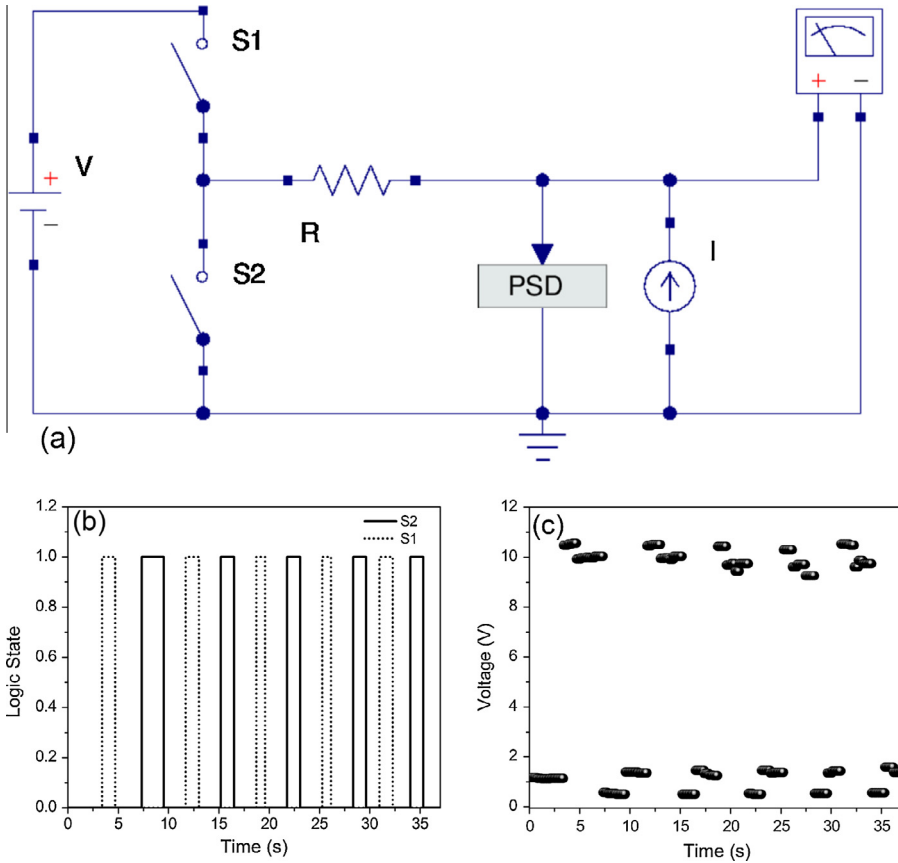 S1
V
+
−
R
S2
PSD
I
+ −
(a)
(b)
S2
S1
Logic State
1.2
1.0
0.8
0.6
0.4
0.2
0.0
0 5 10 15 20 25 30 35
Time (s)
(c)
Voltage (V)
12
10
8
6
4
2
0
0 5 10 15 20 25 30 35
Time (s)